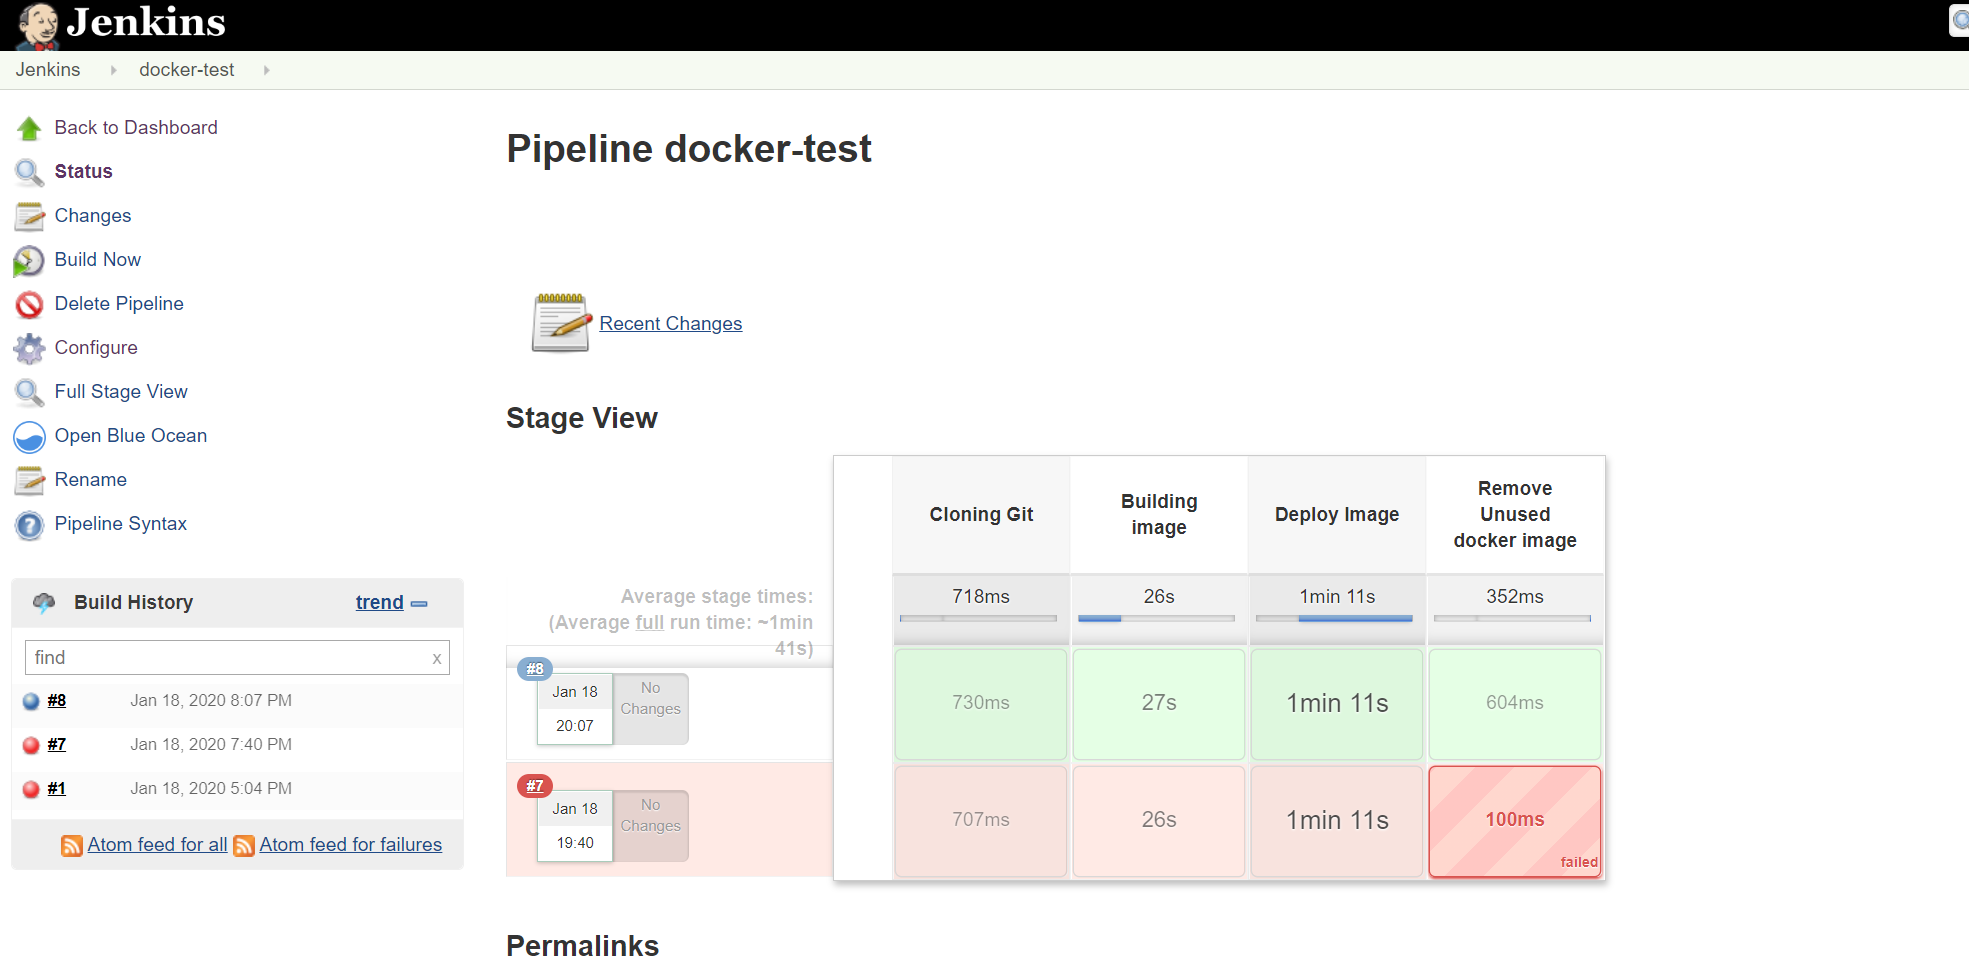 Jenkins
Jenkins docker-test
Back to Dashboard
Status
Changes
Build Now
Delete Pipeline
Configure
Full Stage View
Open Blue Ocean
Rename
Pipeline Syntax
Build History trend
find x
#8 Jan 18, 2020 8:07 PM
#7 Jan 18, 2020 7:40 PM
#1 Jan 18, 2020 5:04 PM
Atom feed for all Atom feed for failures
Pipeline docker-test
Recent Changes
Stage View
Cloning Git
Building
image
Deploy Image
Remove
Unused
docker image
Average stage times:
(Average full run time: ~1min
41s)
718ms 26s 1min 11s 352ms
#8
Jan 18
20:07
No
Changes
730ms 27s 1min 11s 604ms
#7
Jan 18
19:40
No
Changes
707ms 26s 1min 11s 100ms
failed
Permalinks